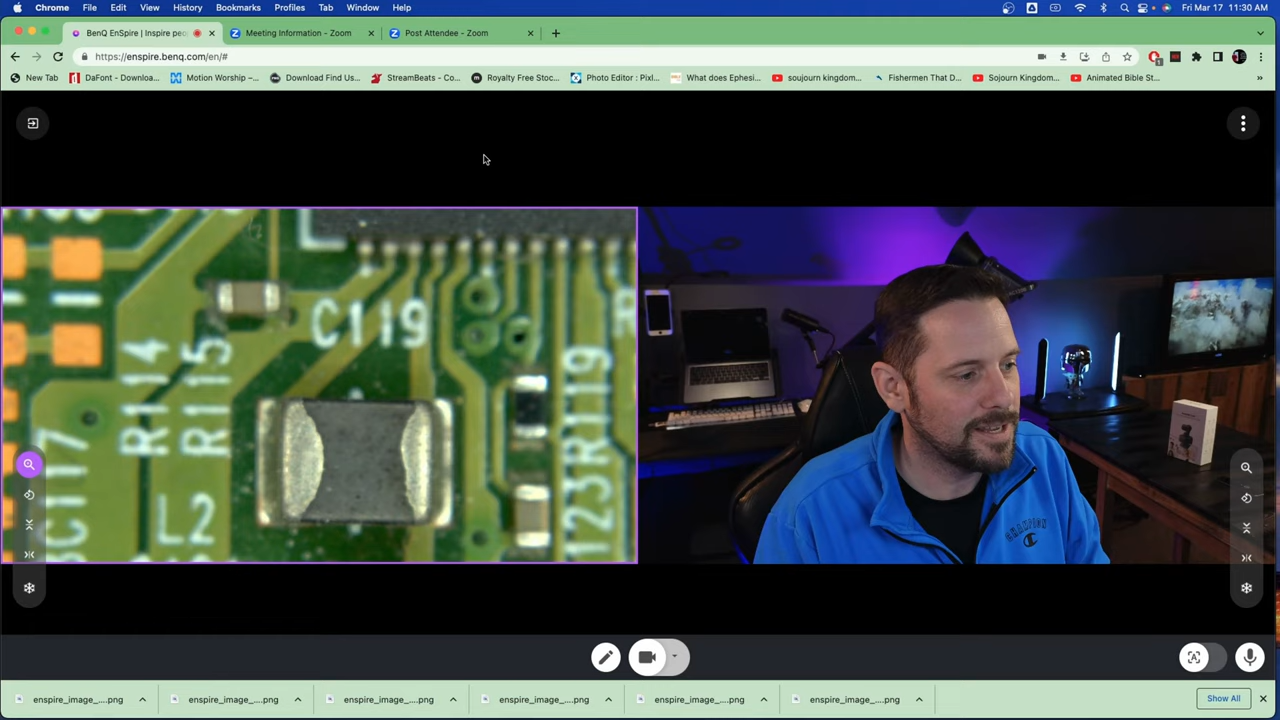 Chrome File Edit View History Bookmarks Profiles Tab Window Help Fri Mar 17 11:30 AM
BenQ EnSpire | Inspire peo Meeting Information - Zoom Post Attendee - Zoom
https://enspire.benq.com/en/#
New Tab DaFont - Downloa... Motion Worship –... Download Find Us... StreamBeats - Co... Royalty Free Stoc... Photo Editor : Pixl... What does Ephesi... soujourn kingdom... Fishermen That D... Sojourn Kingdom... Animated Bible St...
C119
R114
R115
R119
123
C117
L2
CHAMPION
enspire_image_....png enspire_image_....png enspire_image_....png enspire_image_....png enspire_image_....png enspire_image_....png Show All